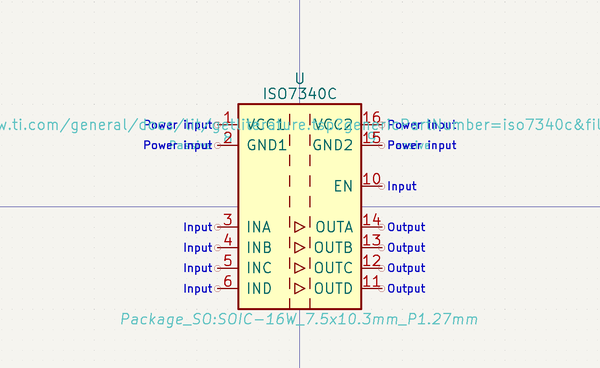 U
ISO7340C
Power input 1 VCC1 VCC2 16 Power input
w.ti.com/general/docs/lit/getliterature.tsp?genericPartNumber=iso7340c&fil
Power input 2 GND1 GND2 15 Power input
EN 10 Input
Input 3 INA OUTA 14 Output
Input 4 INB OUTB 13 Output
Input 5 INC OUTC 12 Output
Input 6 IND OUTD 11 Output
Package_SO:SOIC-16W_7.5x10.3mm_P1.27mm